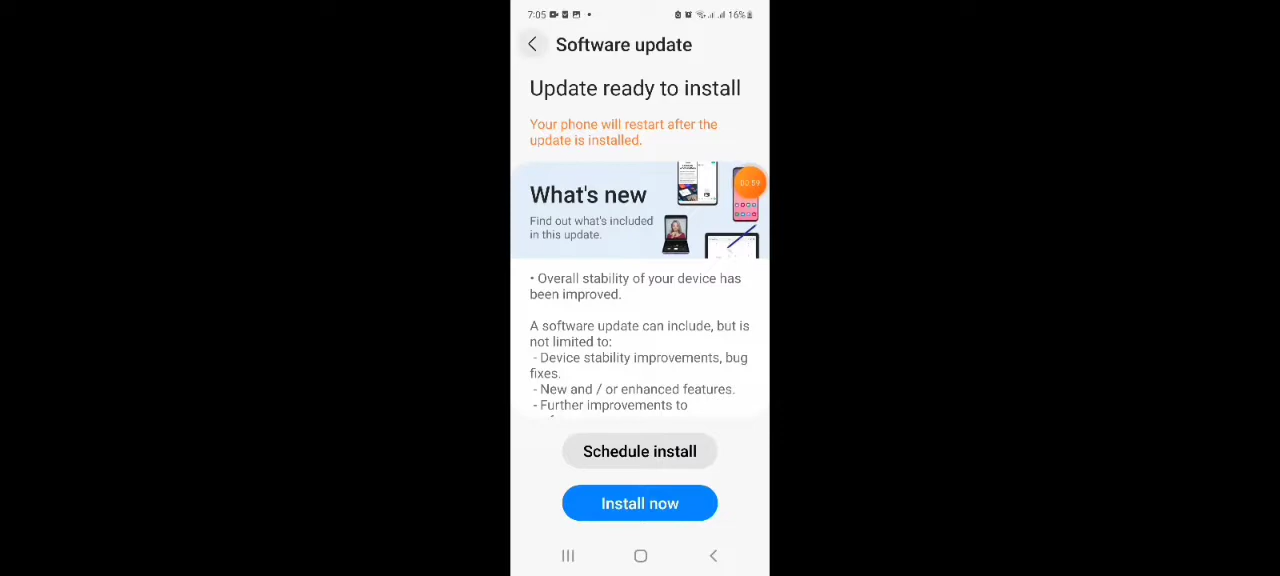 7:05
16%
Software update
Update ready to install
Your phone will restart after the
update is installed.
What's new
Find out what's included
in this update.
00:59
• Overall stability of your device has
been improved.
A software update can include, but is
not limited to:
- Device stability improvements, bug
fixes.
- New and / or enhanced features.
- Further improvements to
Schedule install
Install now